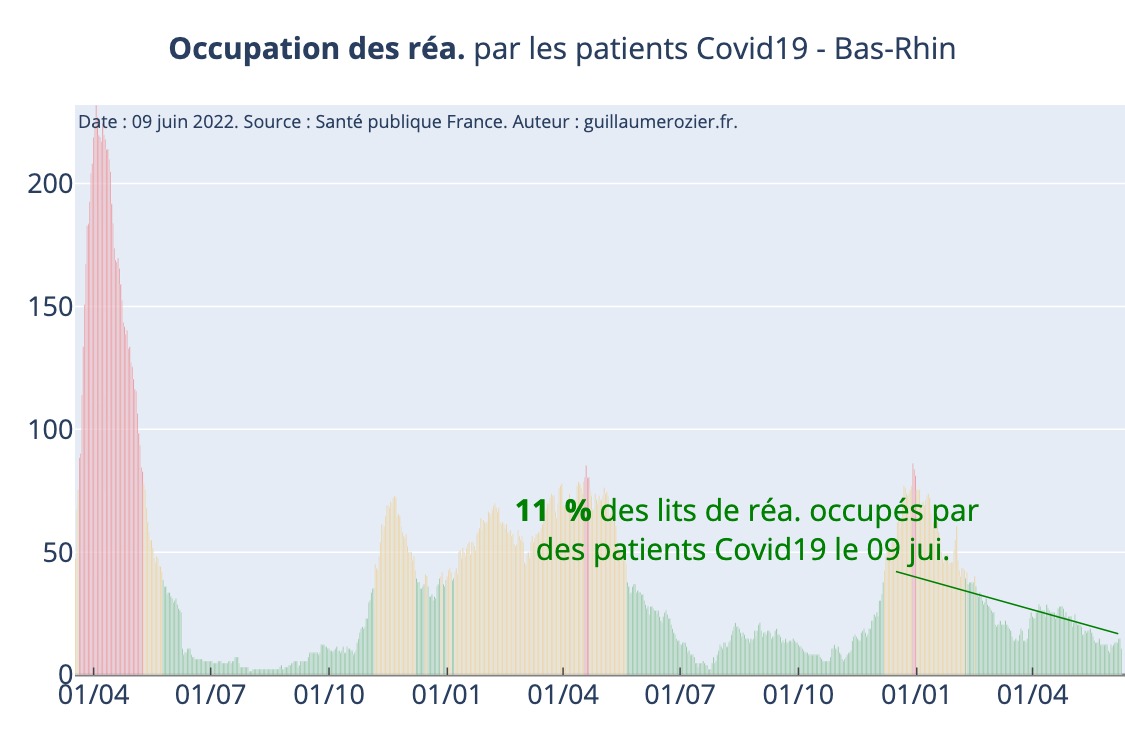 Occupation des réa. par les patients Covid19 - Bas-Rhin
Date : 09 juin 2022. Source : Santé publique France. Auteur : guillaumerozier.fr.
200
150
100
50
0
11 % des lits de réa. occupés par
des patients Covid19 le 09 jui.
01/04 01/07 01/10 01/01 01/04 01/07 01/10 01/01 01/04